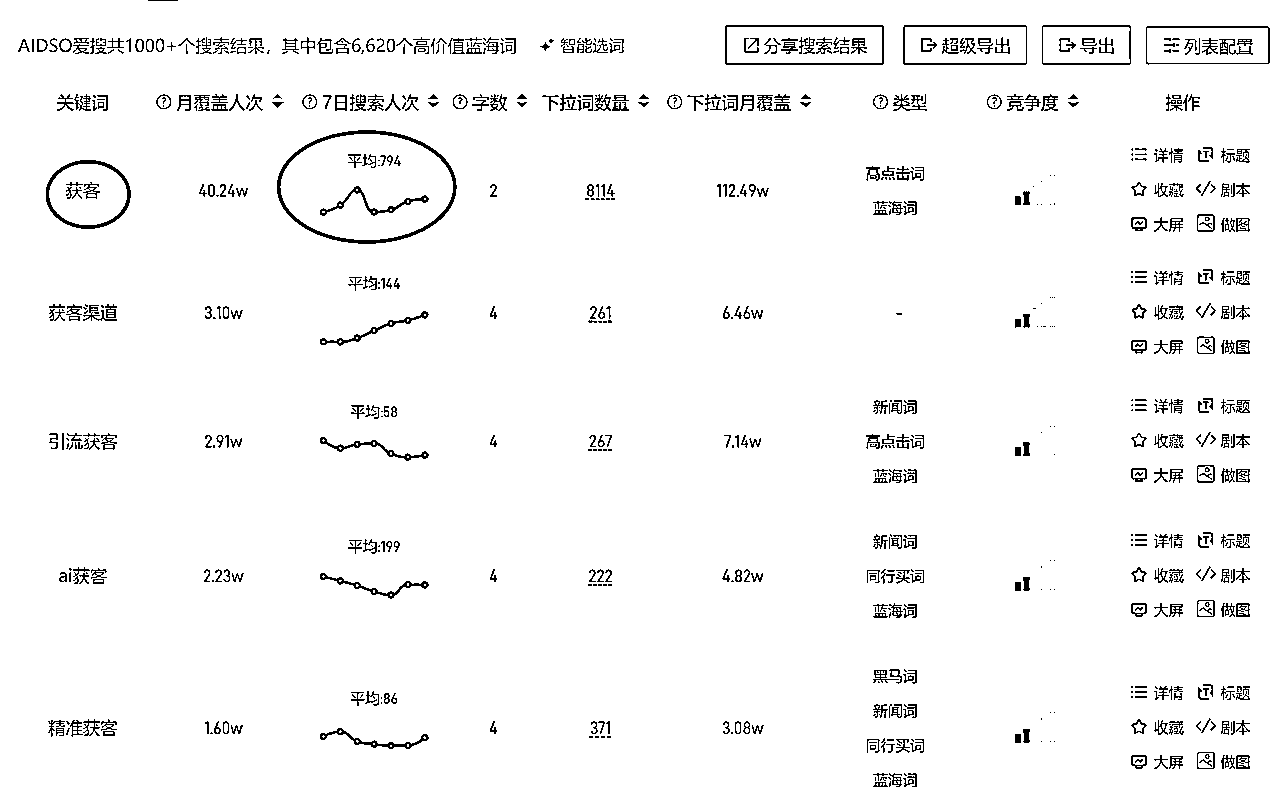 AIDSO爱搜共1000+个搜索结果，其中包含6,620个高价值蓝海词 智能选词 分享搜索结果 超级导出 导出 列表配置
关键词 月覆盖人次 7日搜索人次 字数 下拉词数量 下拉词月覆盖 类型 竞争度 操作
获客 40.24w 平均:794 2 8114 112.49w 高点击词 蓝海词
详情 标题
收藏 剧本
大屏 做图
获客渠道 3.10w 平均:144 4 261 6.46w -
详情 标题
收藏 剧本
大屏 做图
引流获客 2.91w 平均:58 4 267 7.14w 新闻词 高点击词 蓝海词
详情 标题
收藏 剧本
大屏 做图
ai获客 2.23w 平均:199 4 222 4.82w 新闻词 同行买词 蓝海词
详情 标题
收藏 剧本
大屏 做图
精准获客 1.60w 平均:86 4 371 3.08w 黑马词 新闻词 同行买词 蓝海词
详情 标题
收藏 剧本
大屏 做图